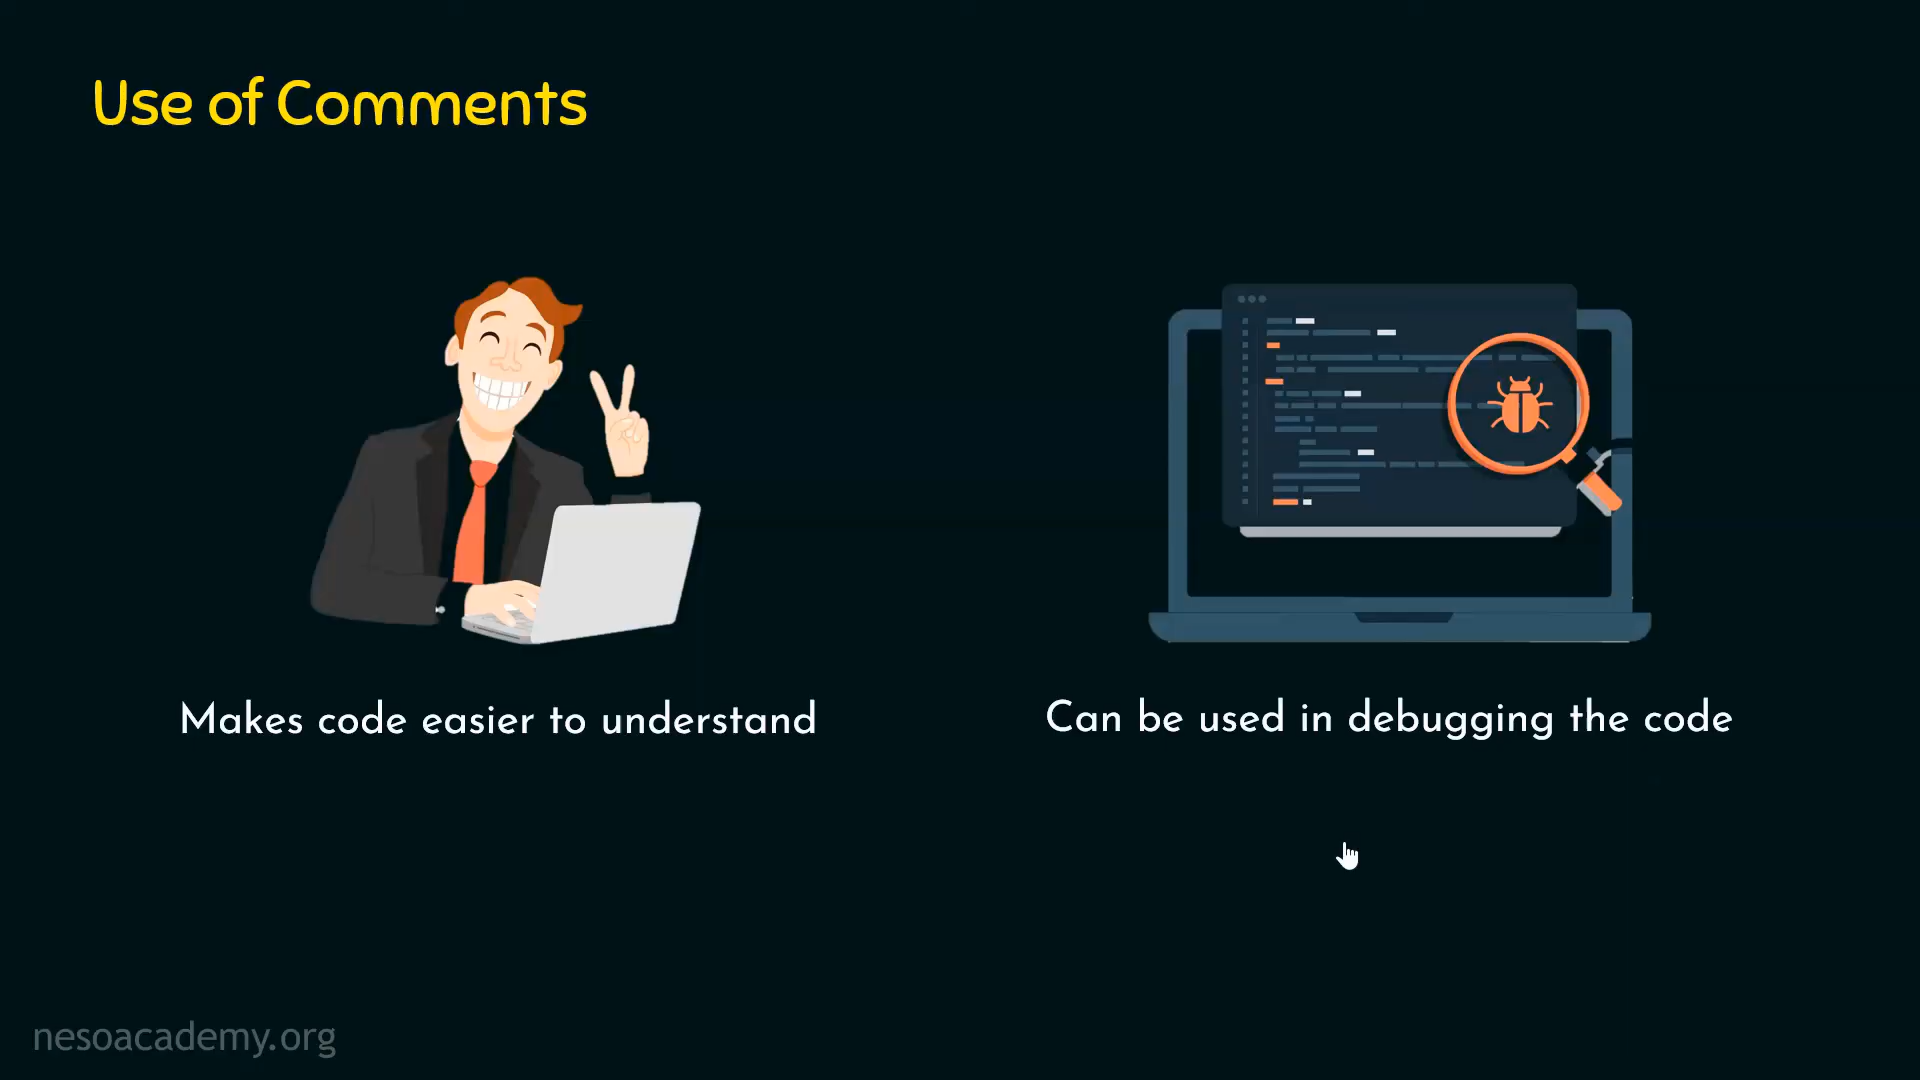 Use of Comments
Makes code easier to understand
Can be used in debugging the code
nesoacademy.org